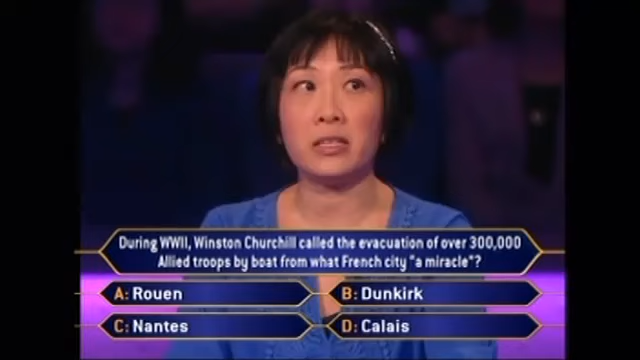 During WWII, Winston Churchill called the evacuation of over 300,000
Allied troops by boat from what French city "a miracle"?
A: Rouen
B: Dunkirk
C: Nantes
D: Calais